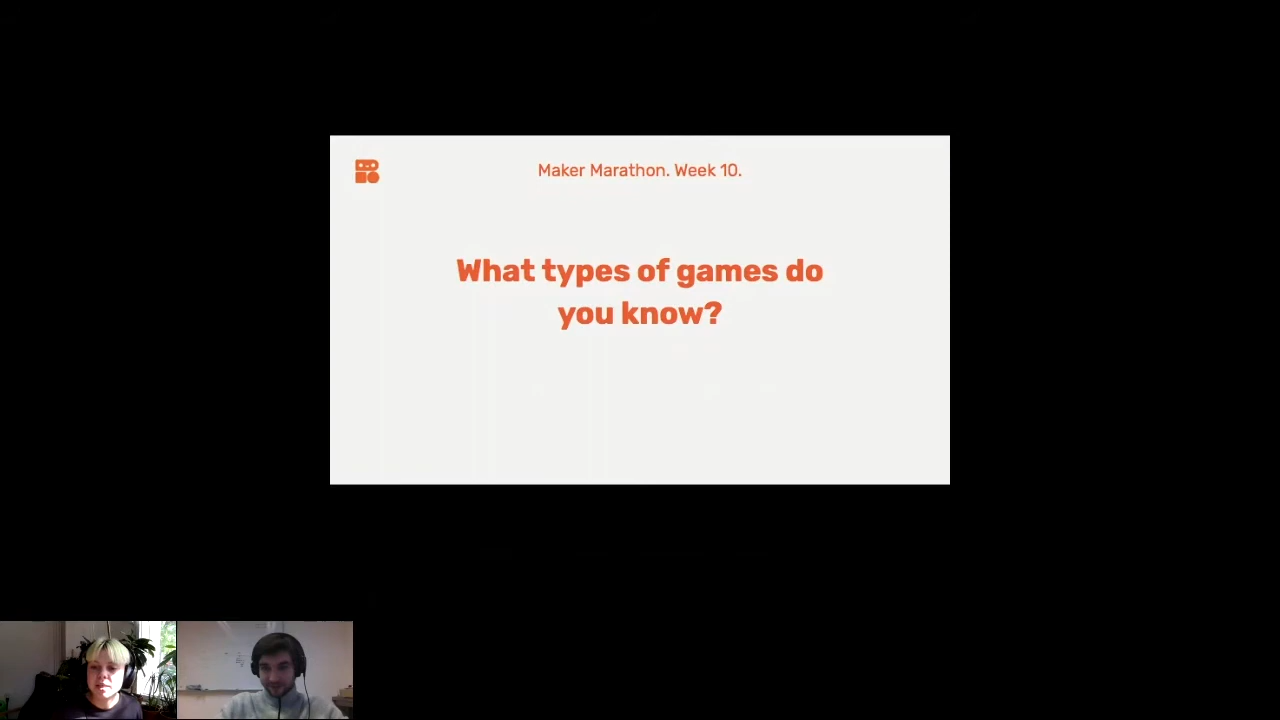 Maker Marathon. Week 10.
What types of games do
you know?